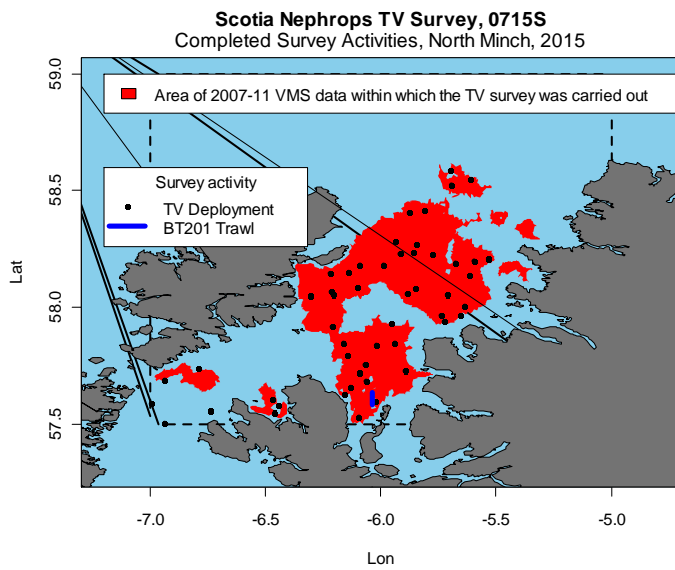 Scotia Nephrops TV Survey, 0715S
Completed Survey Activities, North Minch, 2015
Area of 2007-11 VMS data within which the TV survey was carried out
Survey activity
TV Deployment
BT201 Trawl
Lat
59.0
58.5
58.0
57.5
-7.0 -6.5 -6.0 -5.5 -5.0
Lon